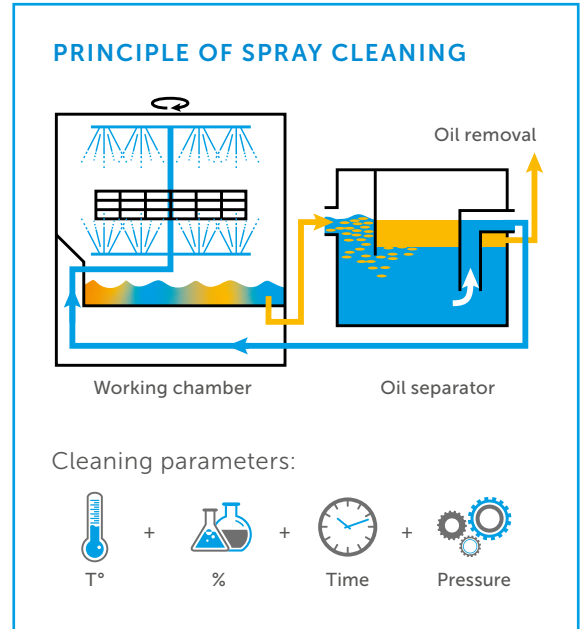 PRINCIPLE OF SPRAY CLEANING
Oil removal
Working chamber
Oil separator
Cleaning parameters:
+ + +
T° % Time Pressure